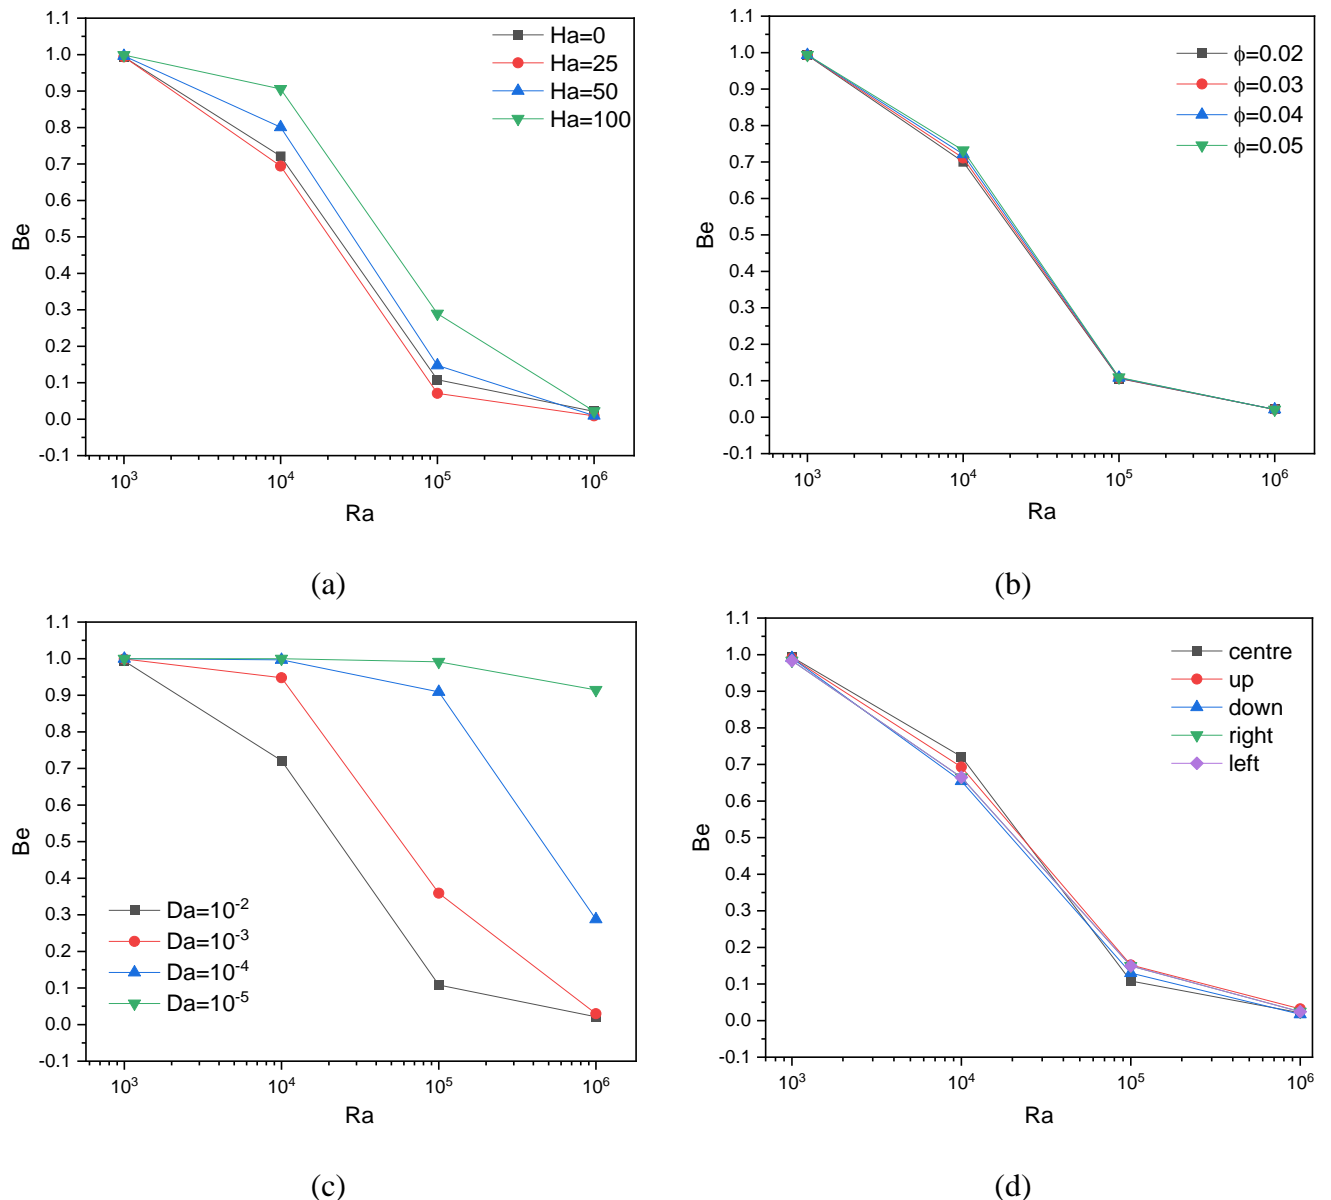 1.1
1.0
0.9
0.8
0.7
0.6
0.5
0.4
0.3
0.2
0.1
0.0
-0.1
Be
10³ 10⁴ 10⁵ 10⁶
Ra
Ha=0
Ha=25
Ha=50
Ha=100
(a)
1.1
1.0
0.9
0.8
0.7
0.6
0.5
0.4
0.3
0.2
0.1
0.0
-0.1
Be
10³ 10⁴ 10⁵ 10⁶
Ra
ϕ=0.02
ϕ=0.03
ϕ=0.04
ϕ=0.05
(b)
1.1
1.0
0.9
0.8
0.7
0.6
0.5
0.4
0.3
0.2
0.1
0.0
-0.1
Be
10³ 10⁴ 10⁵ 10⁶
Ra
Da=10⁻²
Da=10⁻³
Da=10⁻⁴
Da=10⁻⁵
(c)
1.1
1.0
0.9
0.8
0.7
0.6
0.5
0.4
0.3
0.2
0.1
0.0
-0.1
Be
10³ 10⁴ 10⁵ 10⁶
Ra
centre
up
down
right
left
(d)